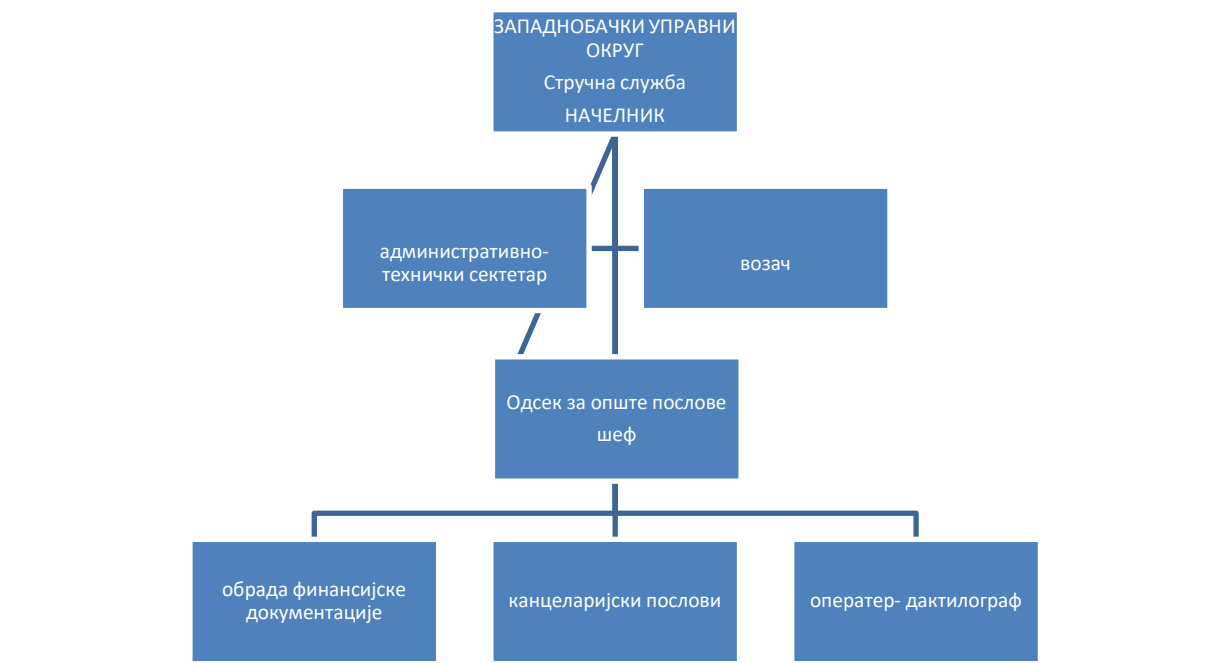 ЗАПАДНОБАЧКИ УПРАВНИ
ОКРУГ
Стручна служба
НАЧЕЛНИК
административно-
технички сектетар
возач
Одсек за опште послове
шеф
обрада финансијске
документације
канцеларијски послови
оператер- дактилограф